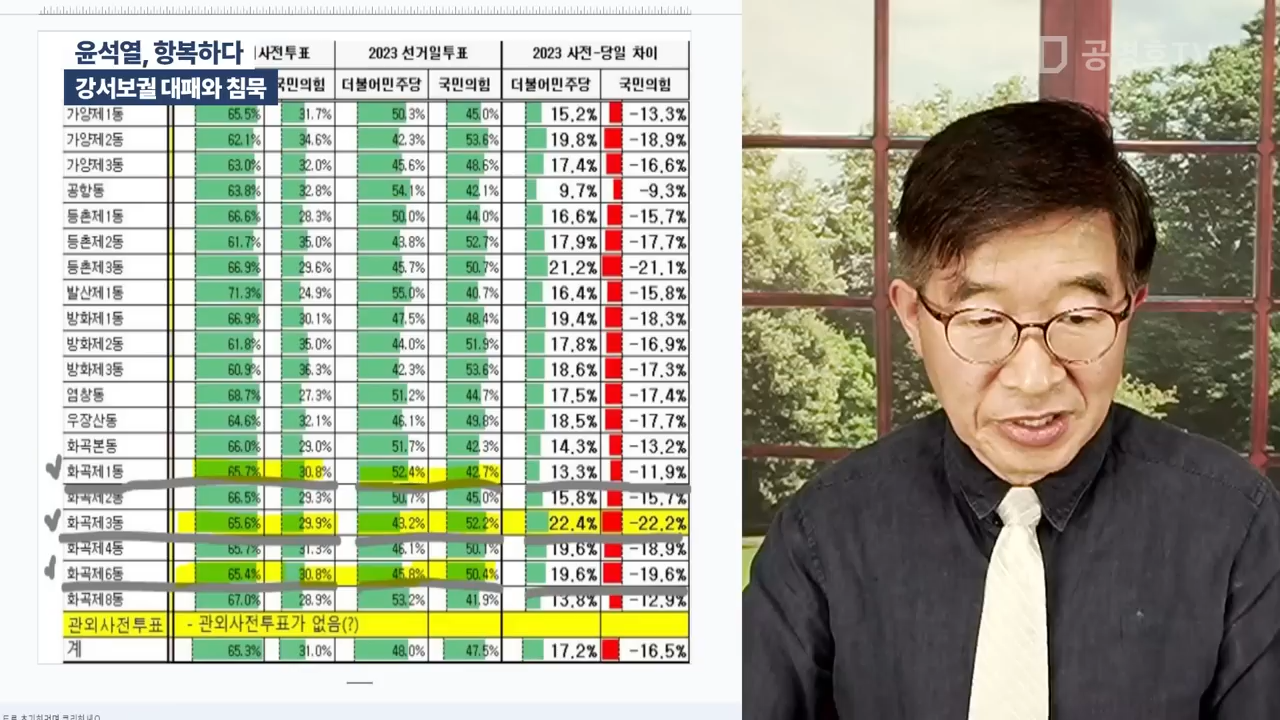 윤석열, 항복하다
강서보궐 대패와 침묵
사전투표 2023 선거일투표 2023 사전-당일 차이
국민의힘 더불어민주당 국민의힘 더불어민주당 국민의힘
가양제1동 65.5% 31.7% 50.3% 45.0% 15.2% -13.3%
가양제2동 62.1% 34.6% 42.3% 53.6% 19.8% -18.9%
가양제3동 63.0% 32.0% 45.6% 48.6% 17.4% -16.6%
공항동 63.8% 32.8% 54.1% 42.1% 9.7% -9.3%
등촌제1동 66.6% 28.3% 50.0% 44.0% 16.6% -15.7%
등촌제2동 61.7% 35.0% 43.8% 52.7% 17.9% -17.7%
등촌제3동 66.9% 29.6% 45.7% 50.7% 21.2% -21.1%
발산제1동 71.3% 24.9% 55.0% 40.7% 16.4% -15.8%
방화제1동 66.9% 30.1% 47.5% 48.4% 19.4% -18.3%
방화제2동 61.8% 35.0% 44.0% 51.9% 17.8% -16.9%
방화제3동 60.9% 36.3% 42.3% 53.6% 18.6% -17.3%
염창동 68.7% 27.3% 51.2% 44.7% 17.5% -17.4%
우장산동 64.6% 32.1% 46.1% 49.8% 18.5% -17.7%
화곡본동 66.0% 29.0% 51.7% 42.3% 14.3% -13.2%
화곡제1동 65.7% 30.8% 52.4% 42.7% 13.3% -11.9%
화곡제2동 66.5% 29.3% 50.7% 45.0% 15.8% -15.7%
화곡제3동 65.6% 29.9% 43.2% 52.2% 22.4% -22.2%
화곡제4동 65.7% 31.3% 46.1% 50.1% 19.6% -18.9%
화곡제6동 65.4% 30.8% 45.8% 50.4% 19.6% -19.6%
화곡제8동 67.0% 28.9% 53.2% 41.9% 13.8% -12.9%
관외사전투표 - 관외사전투표가 없음(?)
계 65.3% 31.0% 48.0% 47.5% 17.2% -16.5%
공병호TV